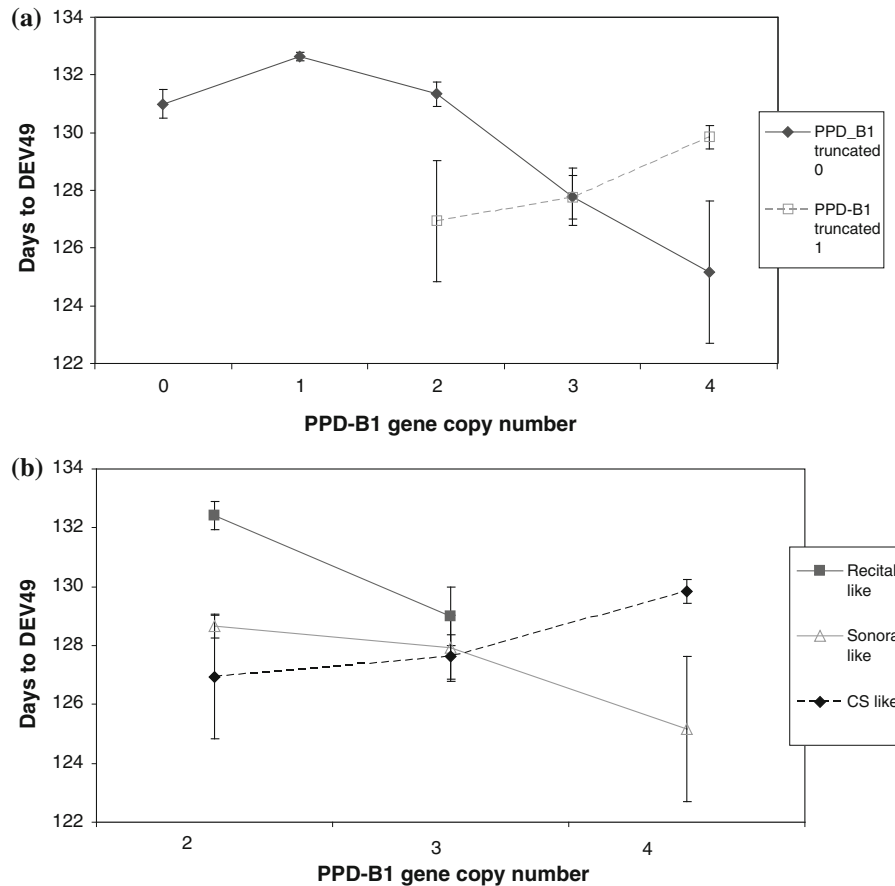 (a)
134
132
130
128
126
124
122
Days to DEV49
0 1 2 3 4
PPD-B1 gene copy number
PPD_B1
truncated
0
PPD-B1
truncated
1
(b)
134
132
130
128
126
124
122
Days to DEV49
2 3 4
PPD-B1 gene copy number
Recital
like
Sonora
like
CS like